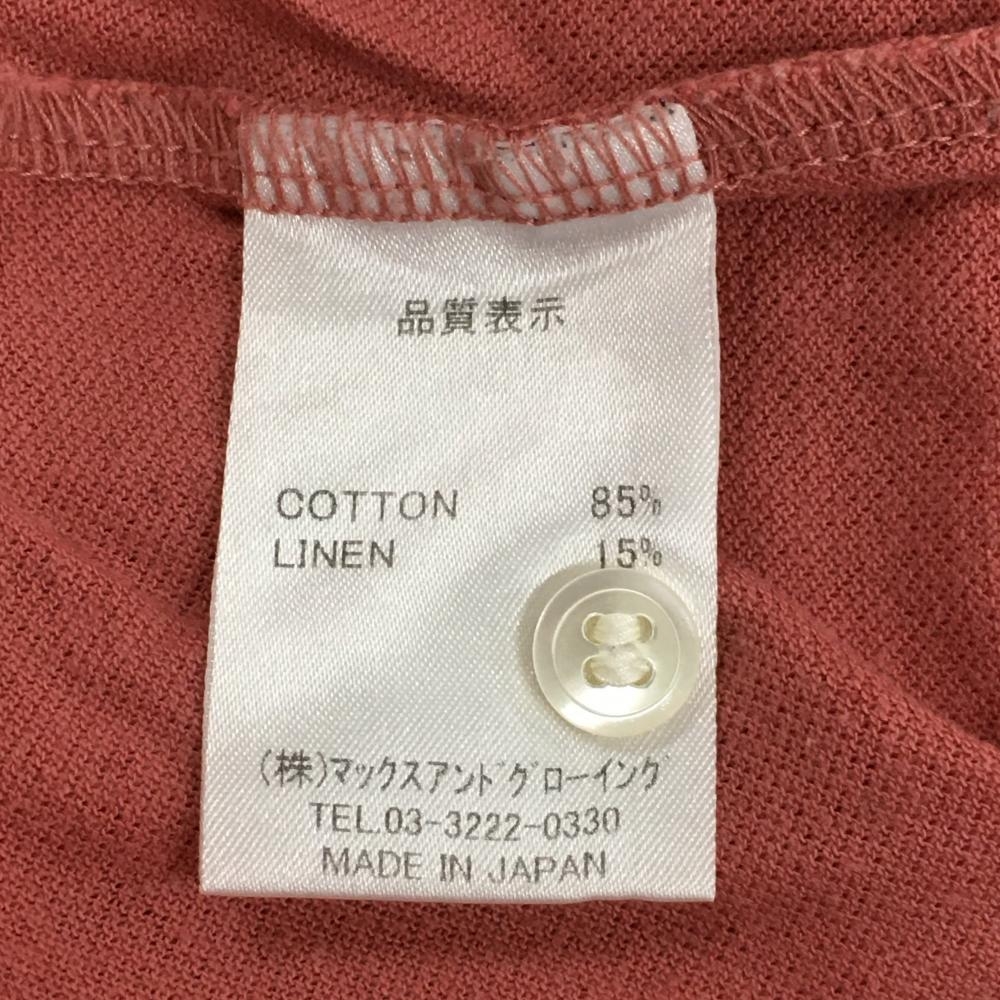 品質表示
COTTON 85%
LINEN 15%
(株)マックスアンドグローイング
TEL.03-3222-0330
MADE IN JAPAN